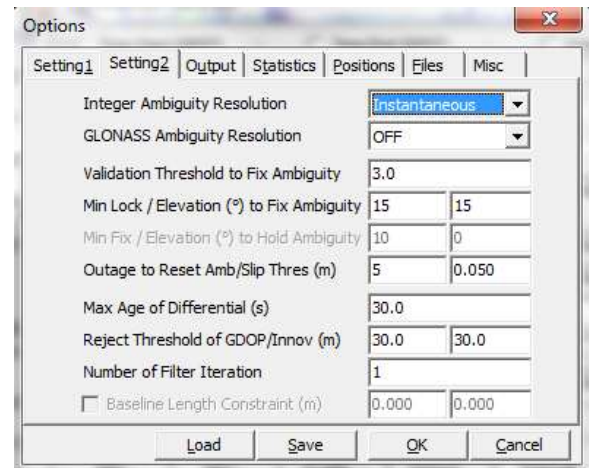 Options
Setting1 Setting2 Output Statistics Positions Files Misc
Integer Ambiguity Resolution Instantaneous
GLONASS Ambiguity Resolution OFF
Validation Threshold to Fix Ambiguity 3.0
Min Lock / Elevation (°) to Fix Ambiguity 15 15
Min Fix / Elevation (°) to Hold Ambiguity 10 0
Outage to Reset Amb/Slip Thres (m) 5 0.050
Max Age of Differential (s) 30.0
Reject Threshold of GDOP/Innov (m) 30.0 30.0
Number of Filter Iteration 1
Baseline Length Constraint (m) 0.000 0.000
Load Save OK Cancel